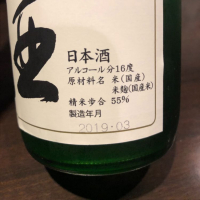 日本酒
アルコール分16度
原材料名 米(国産)
米麹(国産米)
精米歩合 55%
製造年月
2019.03